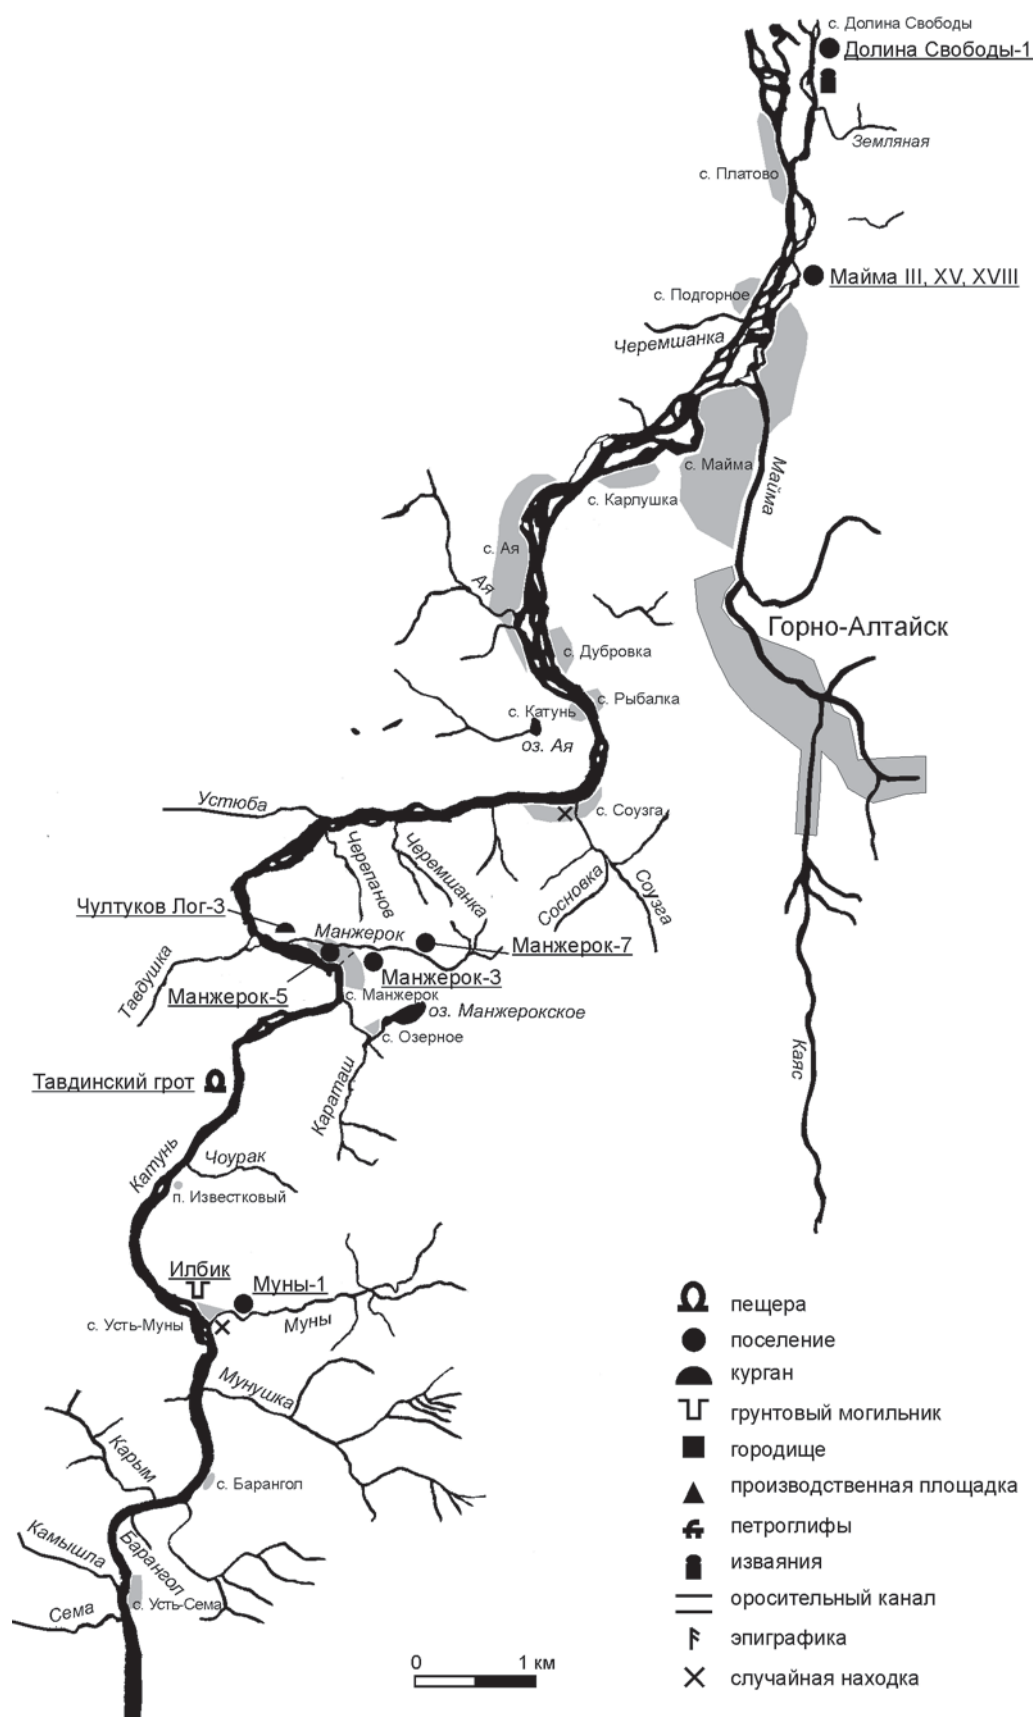 с. Долина Свободы
Долина Свободы-1
Земляная
с. Платово
Майма III, XV, XVIII
с. Подгорное
Черемшанка
с. Майма
Майма
с. Карлушка
с. Ая
Ая
Горно-Алтайск
с. Дубровка
с. Рыбалка
с. Катунь
оз. Ая
Устюба
с. Соузга
Черепанов
Черемшанка
Сосновка
Соузга
Чултуков Лог-3
Манжерок
Манжерок-7
Тавдушка
Манжерок-3
Манжерок-5
с. Манжерок
оз. Манжерокское
с. Озерное
Каяс
Тавдинский грот
Караташ
Катунь
Чоурак
п. Известковый
Илбик
Муны-1
с. Усть-Муны
Муны
Мунушка
Карым
с. Барангол
Камышла
Барангол
с. Усть-Сема
Сема
пещера
поселение
курган
грунтовый могильник
городище
производственная площадка
петроглифы
изваяния
оросительный канал
эпиграфика
случайная находка
0 1 км